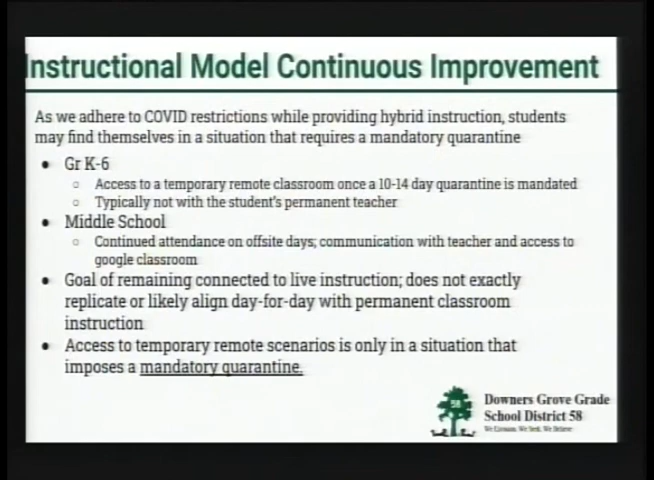 Instructional Model Continuous Improvement
As we adhere to COVID restrictions while providing hybrid instruction, students
may find themselves in a situation that requires a mandatory quarantine
• Gr K-6
○ Access to a temporary remote classroom once a 10-14 day quarantine is mandated
○ Typically not with the student's permanent teacher
• Middle School
○ Continued attendance on offsite days; communication with teacher and access to
google classroom
• Goal of remaining connected to live instruction; does not exactly
replicate or likely align day-for-day with permanent classroom
instruction
• Access to temporary remote scenarios is only in a situation that
imposes a mandatory quarantine.
58
Downers Grove Grade
School District 58